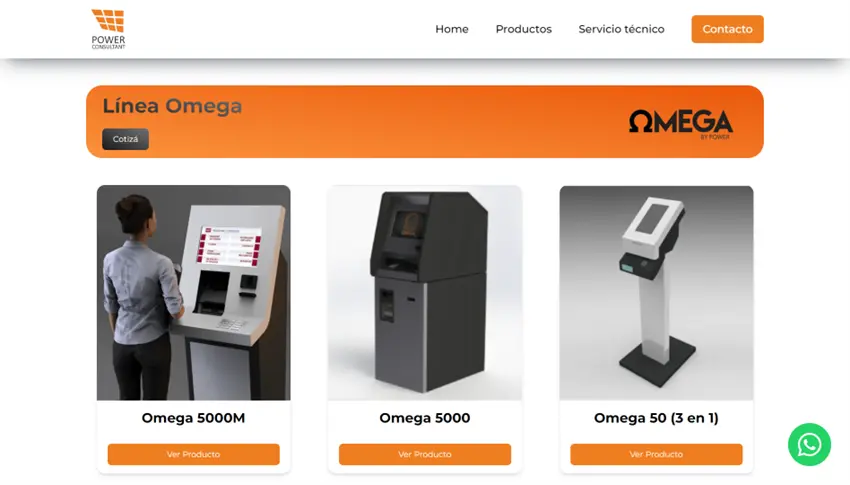 POWER
CONSULTANT
Home
Productos
Servicio técnico
Contacto
Línea Omega
Cotizá
ΩMEGA
BY POWER
Omega 5000M
Omega 5000
Omega 50 (3 en 1)
Ver Producto
Ver Producto
Ver Producto